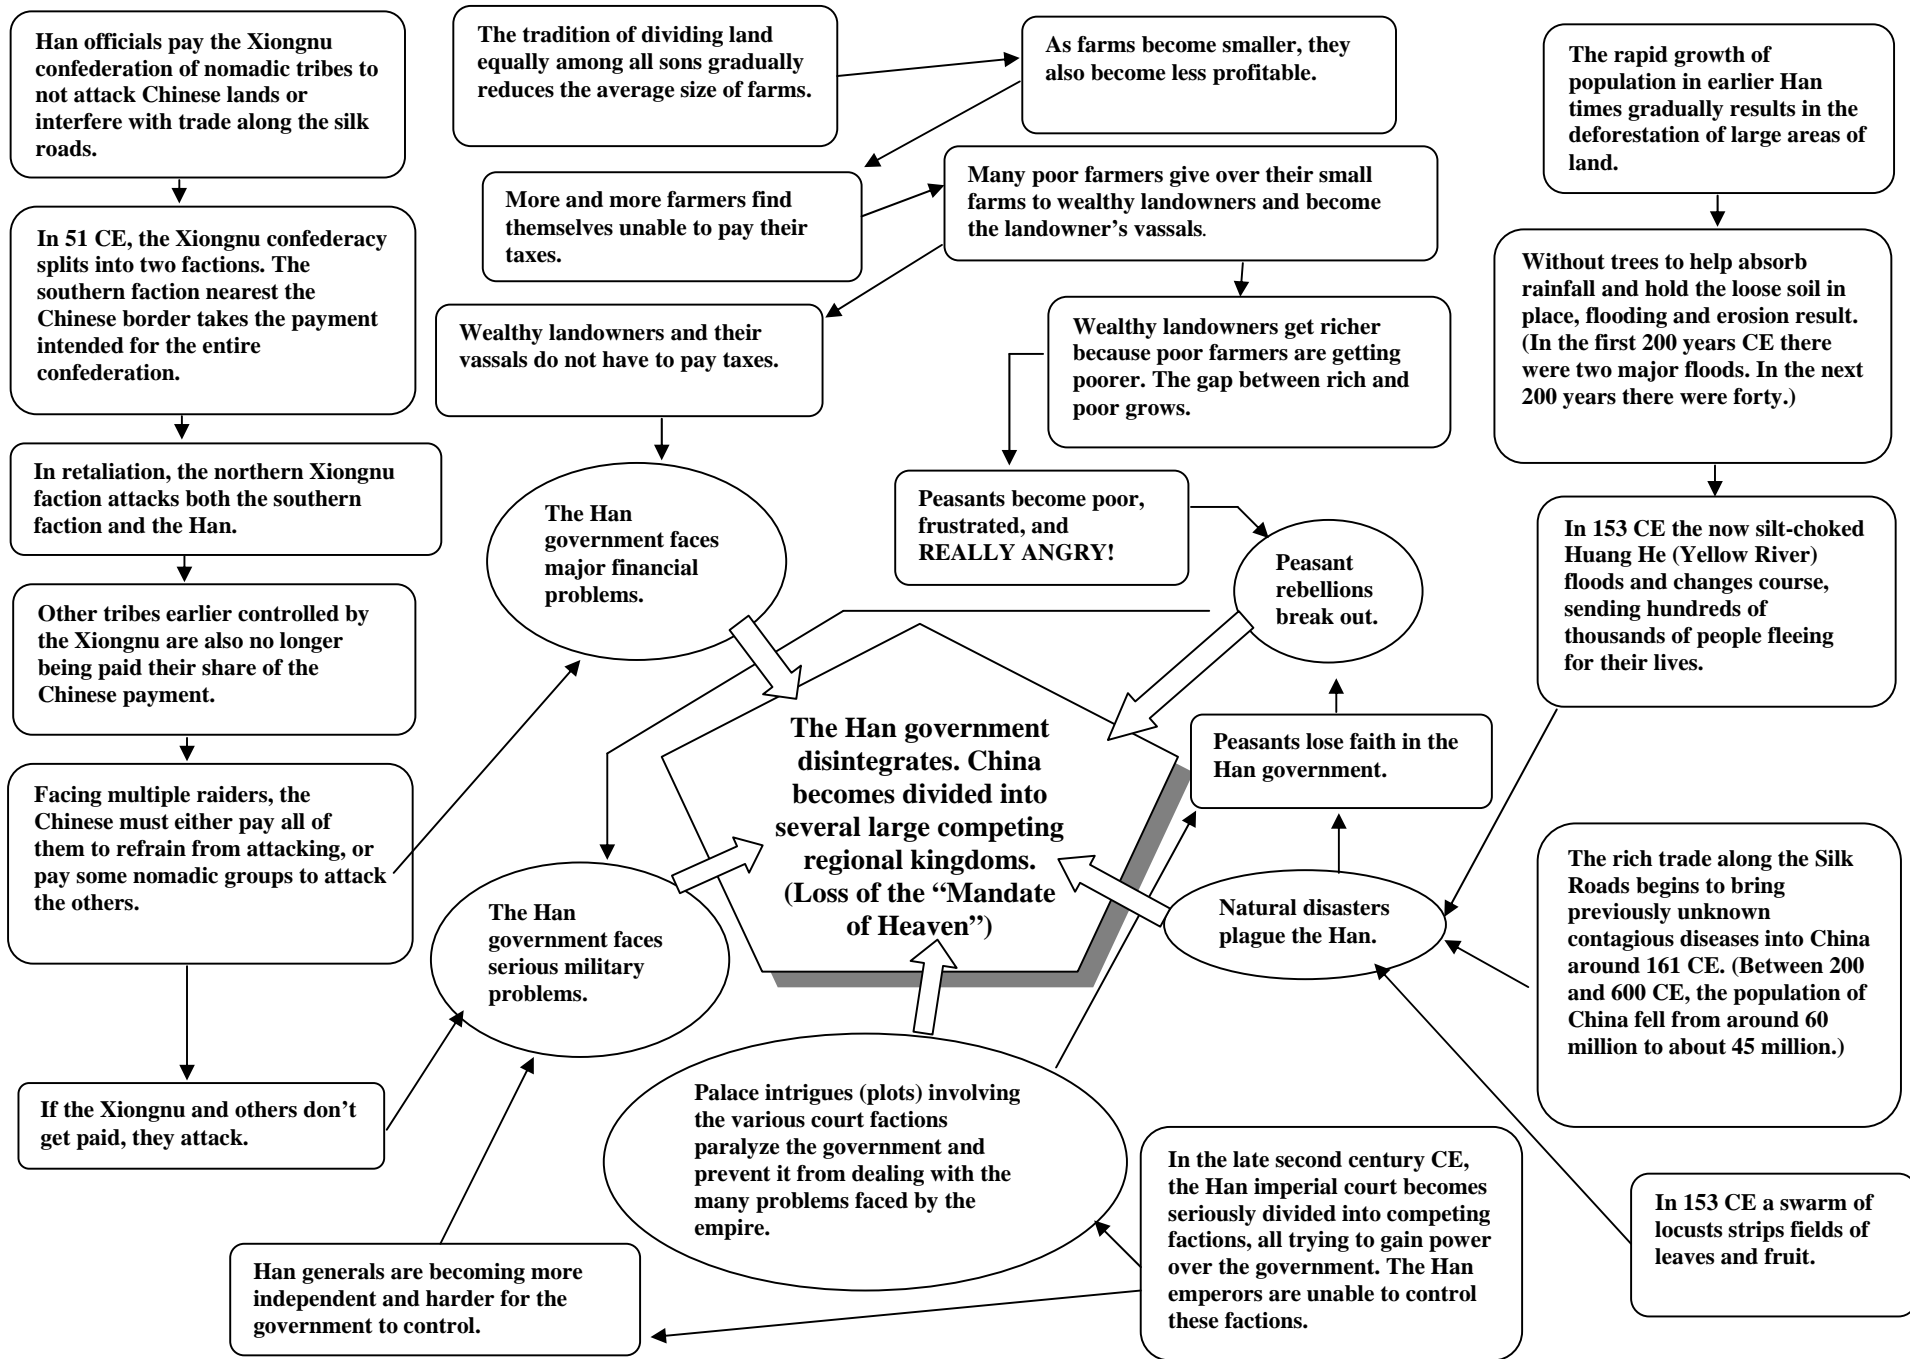 Han officials pay the Xiongnu
confederation of nomadic tribes to
not attack Chinese lands or
interfere with trade along the silk
roads.
In 51 CE, the Xiongnu confederacy
splits into two factions. The
southern faction nearest the
Chinese border takes the payment
intended for the entire
confederation.
In retaliation, the northern Xiongnu
faction attacks both the southern
faction and the Han.
Other tribes earlier controlled by
the Xiongnu are also no longer
being paid their share of the
Chinese payment.
Facing multiple raiders, the
Chinese must either pay all of
them to refrain from attacking, or
pay some nomadic groups to attack
the others.
If the Xiongnu and others don’t
get paid, they attack.
The tradition of dividing land
equally among all sons gradually
reduces the average size of farms.
As farms become smaller, they
also become less profitable.
More and more farmers find
themselves unable to pay their
taxes.
Many poor farmers give over their small
farms to wealthy landowners and become
the landowner’s vassals.
Wealthy landowners and their
vassals do not have to pay taxes.
Wealthy landowners get richer
because poor farmers are getting
poorer. The gap between rich and
poor grows.
Peasants become poor,
frustrated, and
REALLY ANGRY!
The Han
government faces
major financial
problems.
Peasant
rebellions
break out.
The Han government
disintegrates. China
becomes divided into
several large competing
regional kingdoms.
(Loss of the “Mandate
of Heaven”)
Peasants lose faith in the
Han government.
The Han
government faces
serious military
problems.
Natural disasters
plague the Han.
Palace intrigues (plots) involving
the various court factions
paralyze the government and
prevent it from dealing with the
many problems faced by the
empire.
Han generals are becoming more
independent and harder for the
government to control.
In the late second century CE,
the Han imperial court becomes
seriously divided into competing
factions, all trying to gain power
over the government. The Han
emperors are unable to control
these factions.
The rapid growth of
population in earlier Han
times gradually results in the
deforestation of large areas of
land.
Without trees to help absorb
rainfall and hold the loose soil in
place, flooding and erosion result.
(In the first 200 years CE there
were two major floods. In the next
200 years there were forty.)
In 153 CE the now silt-choked
Huang He (Yellow River)
floods and changes course,
sending hundreds of
thousands of people fleeing
for their lives.
The rich trade along the Silk
Roads begins to bring
previously unknown
contagious diseases into China
around 161 CE. (Between 200
and 600 CE, the population of
China fell from around 60
million to about 45 million.)
In 153 CE a swarm of
locusts strips fields of
leaves and fruit.